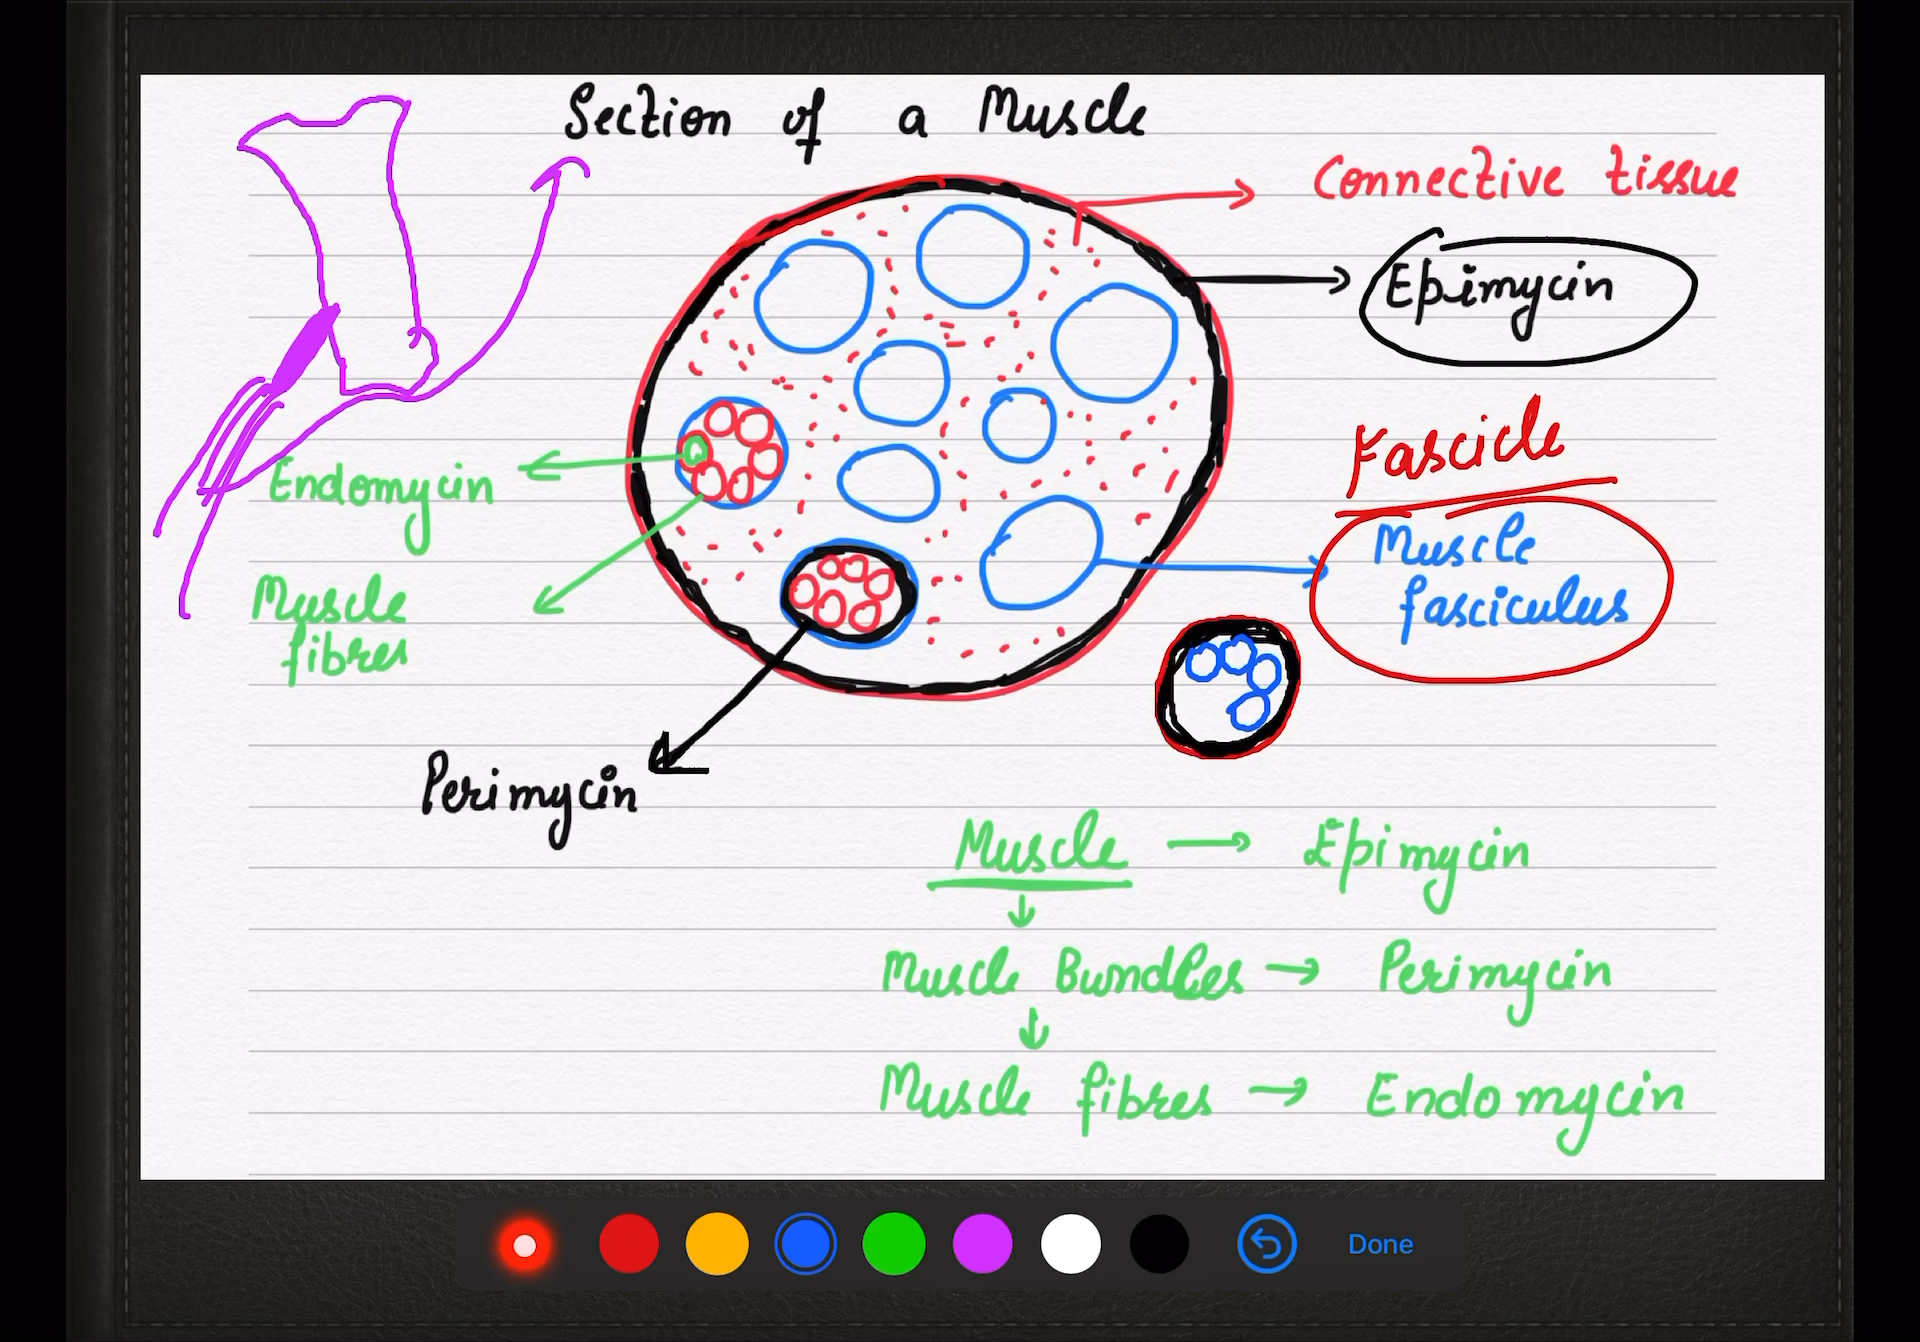 Section of a Muscle
Connective tissue
Epimycin
Fascicle
Muscle
fasciculus
Endomycin
Muscle
fibres
Perimycin
Muscle → Epimycin
↓
Muscle Bundles → Perimycin
↓
Muscle fibres → Endomycin
Done